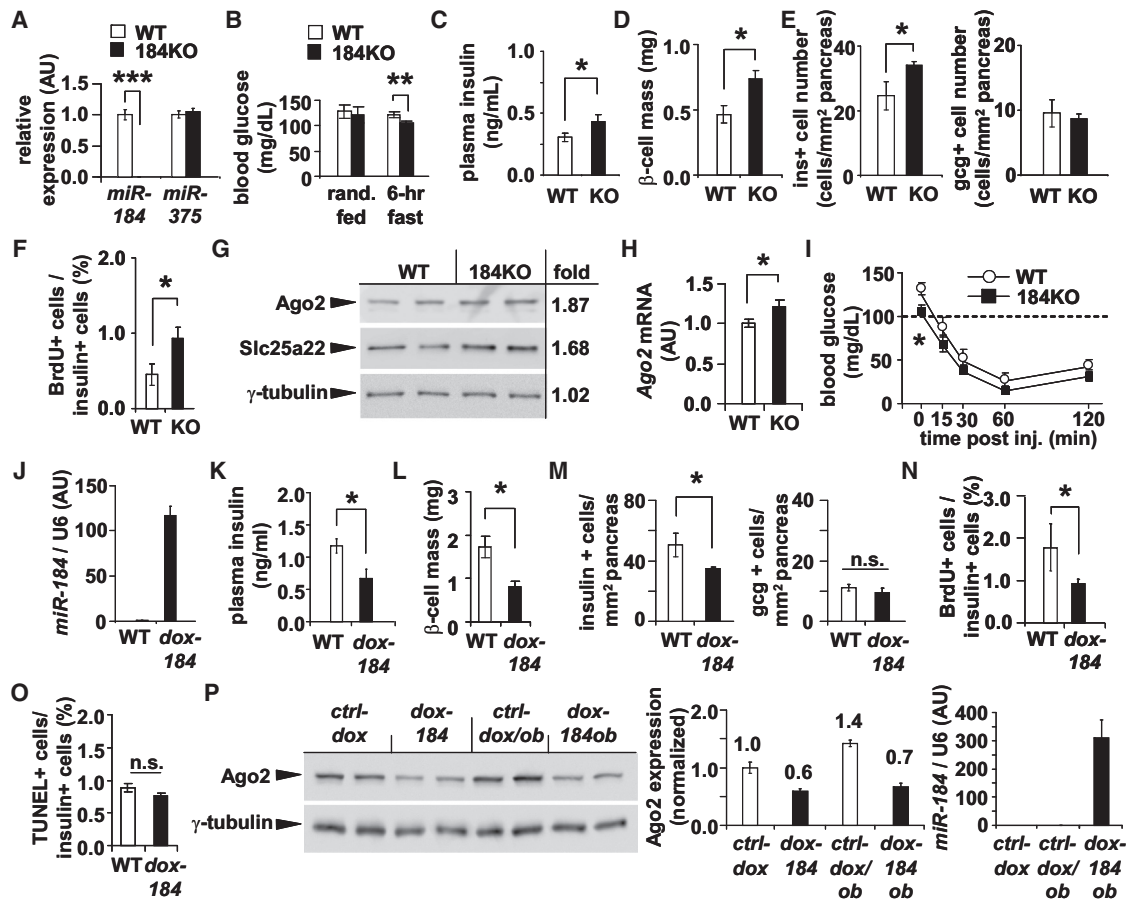 A
WT
184KO
relative
expression (AU)
1.5
1.0
0.5
0.0
***
miR-
184
miR-
375
B
WT
184KO
blood glucose
(mg/dL)
150
100
50
0
**
rand.
fed
6-hr
fast
C
plasma insulin
(ng/mL)
1.0
0.5
0.0
*
WT KO
D
β-cell mass (mg)
1.0
0.5
0.0
*
WT KO
E
ins+ cell number
(cells/mm² pancreas)
40
20
0
*
WT KO
gcg+ cell number
(cells/mm² pancreas)
20
10
0
WT KO
F
BrdU+ cells /
insulin+ cells (%)
2.0
1.0
0.0
*
WT KO
G
WT 184KO fold
Ago2 1.87
Slc25a22 1.68
γ-tubulin 1.02
H
Ago2 mRNA
(AU)
1.5
1.0
0.5
0.0
*
WT KO
I
WT
184KO
blood glucose
(mg/dL)
150
100
50
0
*
0 15 30 60 120
time post inj. (min)
J
miR-184 / U6 (AU)
150
100
50
0
WT dox-
184
K
plasma insulin
(ng/ml)
2.0
1.5
1.0
0.5
0.0
*
WT dox-
184
L
β-cell mass (mg)
3
2
1
0
*
WT dox-
184
M
insulin + cells/
mm² pancreas
80
40
0
*
WT dox-
184
gcg + cells/
mm² pancreas
40
20
0
n.s.
WT dox-
184
N
BrdU+ cells /
insulin+ cells (%)
3.0
2.0
1.0
0.0
*
WT dox-
184
O
TUNEL+ cells/
insulin+ cells (%)
2.0
1.5
1.0
0.5
0.0
n.s.
WT dox-
184
P
ctrl-
dox
dox-
184
ctrl-
dox/ob
dox-
184ob
Ago2
γ-tubulin
Ago2 expression
(normalized)
2.0
1.0
0.0
1.0
0.6
1.4
0.7
ctrl-
dox
dox-
184
ctrl-
dox/
ob
dox-
184
ob
miR-184 / U6 (AU)
400
300
200
100
0
ctrl-
dox
ctrl-
dox/
ob
dox-
184
ob